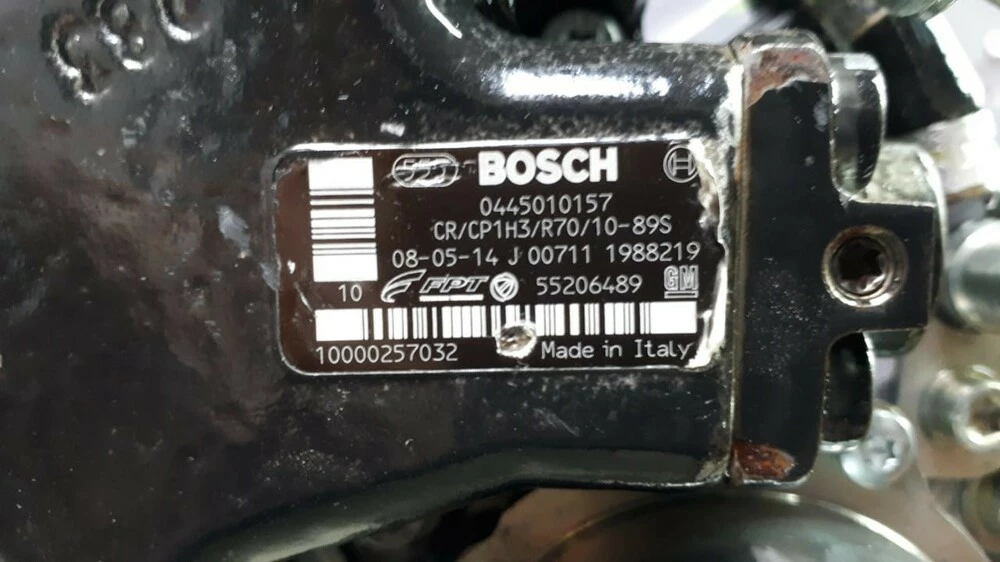 BOSCH
0445010157
CR/CP1H3/R70/10-89S
08-05-14 J 00711 1988219
10 FPT 55206489 GM
10000257032 Made in Italy